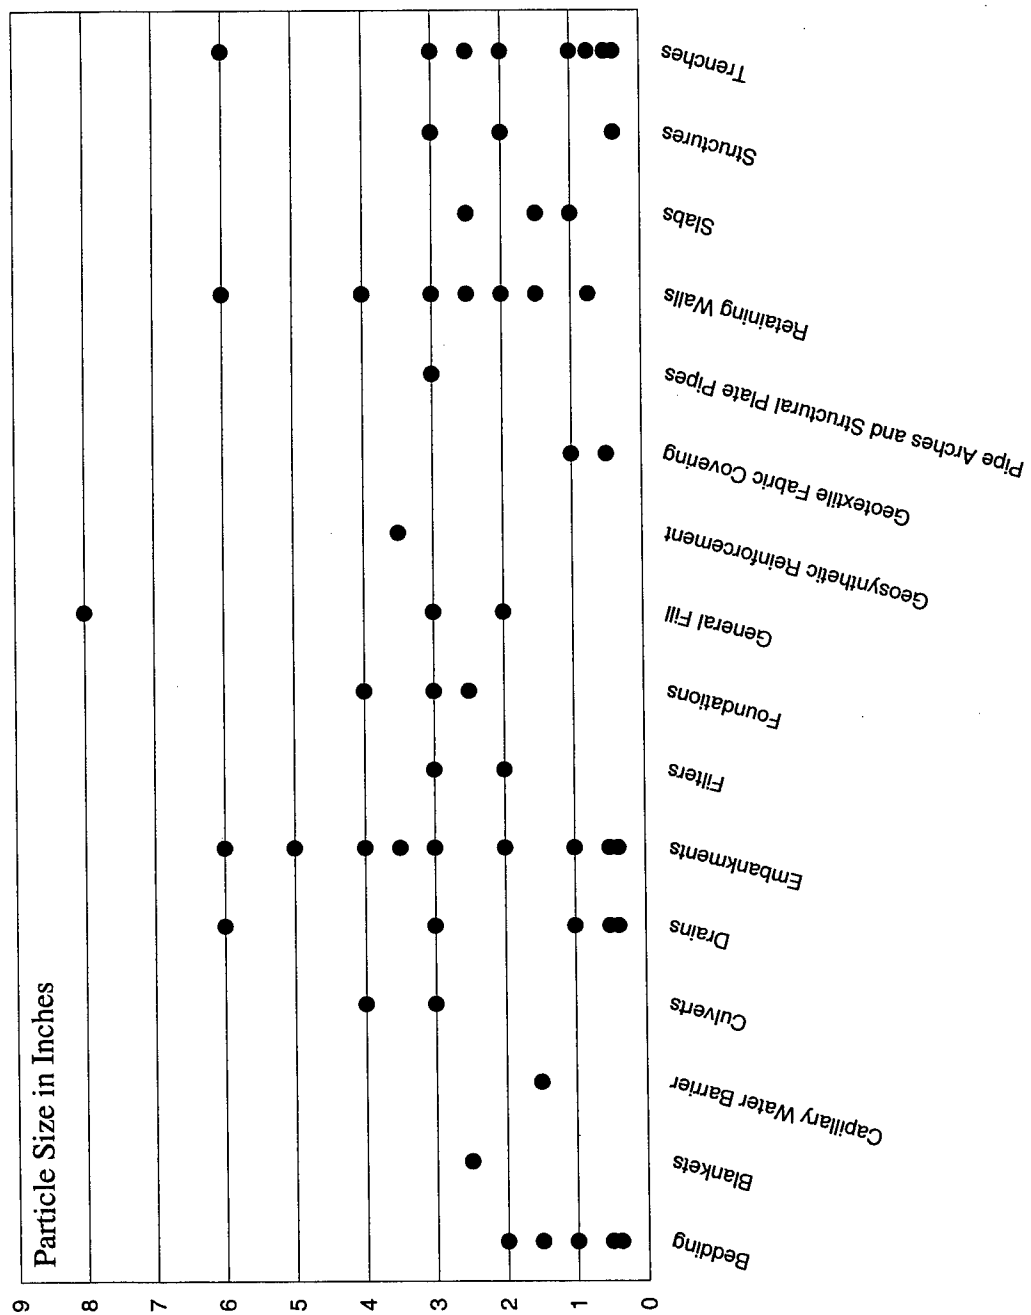 Particle Size in Inches
9
8
7
6
5
4
3
2
1
0
Bedding
Blankets
Capillary Water Barrier
Culverts
Drains
Embankments
Filters
Foundations
General Fill
Geosynthetic Reinforcement
Geotextile Fabric Covering
Pipe Arches and Structural Plate Pipes
Retaining Walls
Slabs
Structures
Trenches